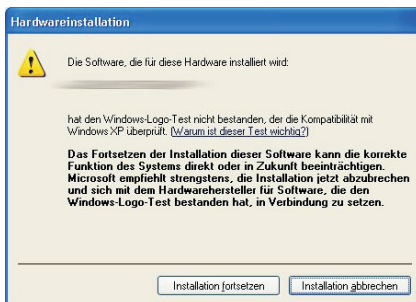 Hardwareinstallation
Die Software, die für diese Hardware installiert wird:
hat den Windows-Logo-Test nicht bestanden, der die Kompatibilität mit
Windows XP überprüft. (Warum ist dieser Test wichtig?)
Das Fortsetzen der Installation dieser Software kann die korrekte
Funktion des Systems direkt oder in Zukunft beeinträchtigen.
Microsoft empfiehlt strengstens, die Installation jetzt abzubrechen
und sich mit dem Hardwarehersteller für Software, die den
Windows-Logo-Test bestanden hat, in Verbindung zu setzen.
Installation fortsetzen
Installation abbrechen